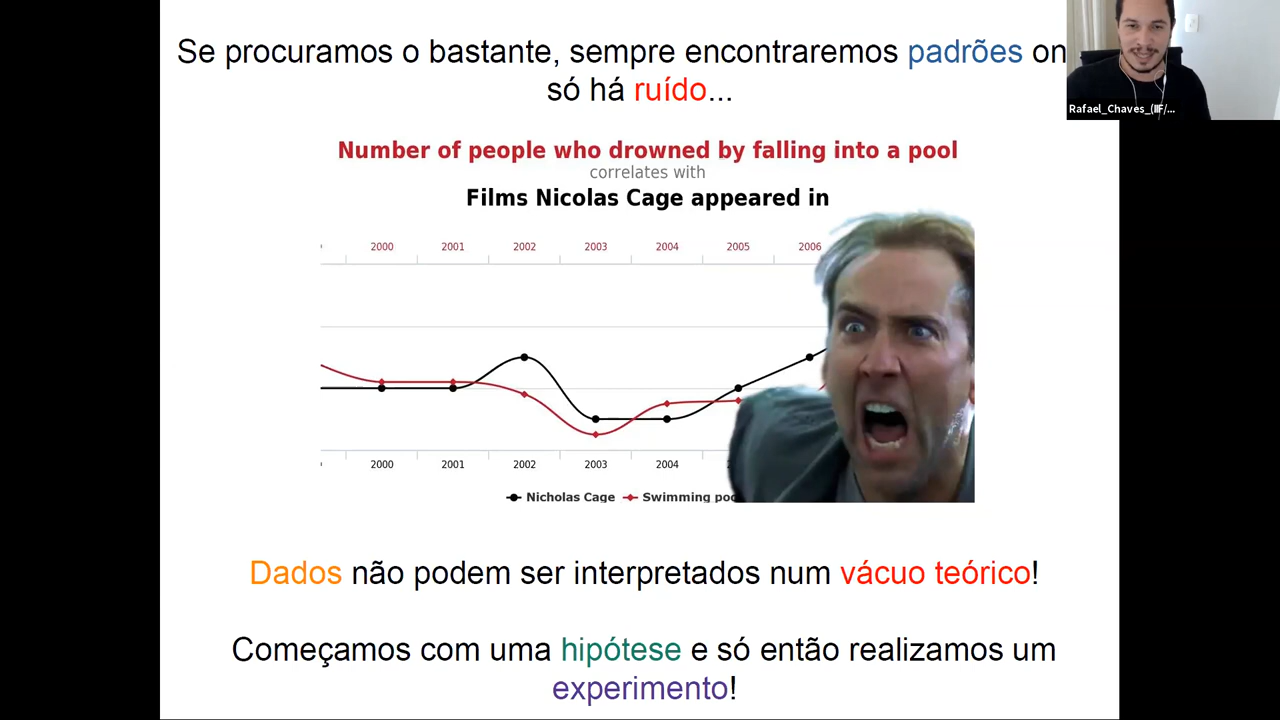 Se procuramos o bastante, sempre encontraremos padrões on
só há ruído...
Rafael_Chaves_(IIF/...
Number of people who drowned by falling into a pool
correlates with
Films Nicolas Cage appeared in
2000 2001 2002 2003 2004 2005 2006
2000 2001 2002 2003 2004
Nicholas Cage Swimming poo
Dados não podem ser interpretados num vácuo teórico!
Começamos com uma hipótese e só então realizamos um
experimento!